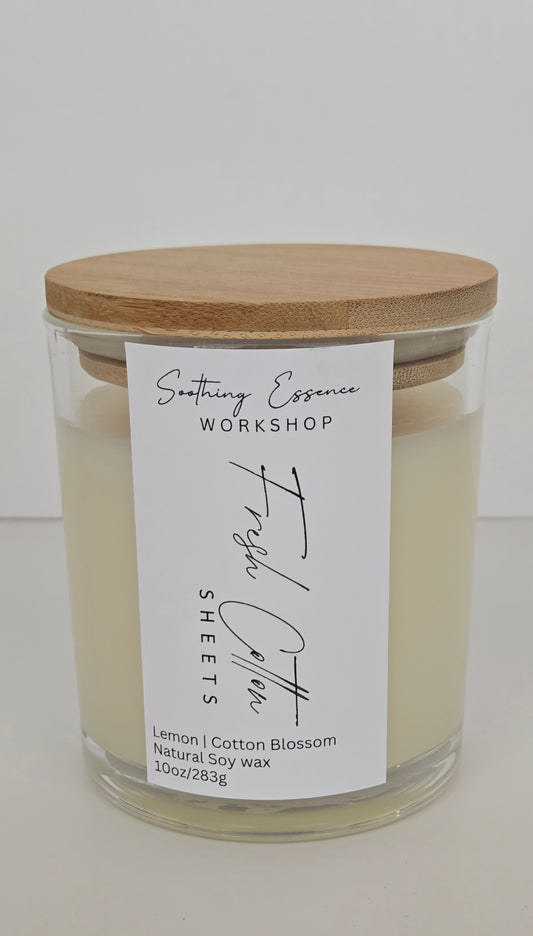 Soothing Essence
WORKSHOP
Fresh Cotton
SHEETS
Lemon | Cotton Blossom
Natural Soy wax
10oz/283g